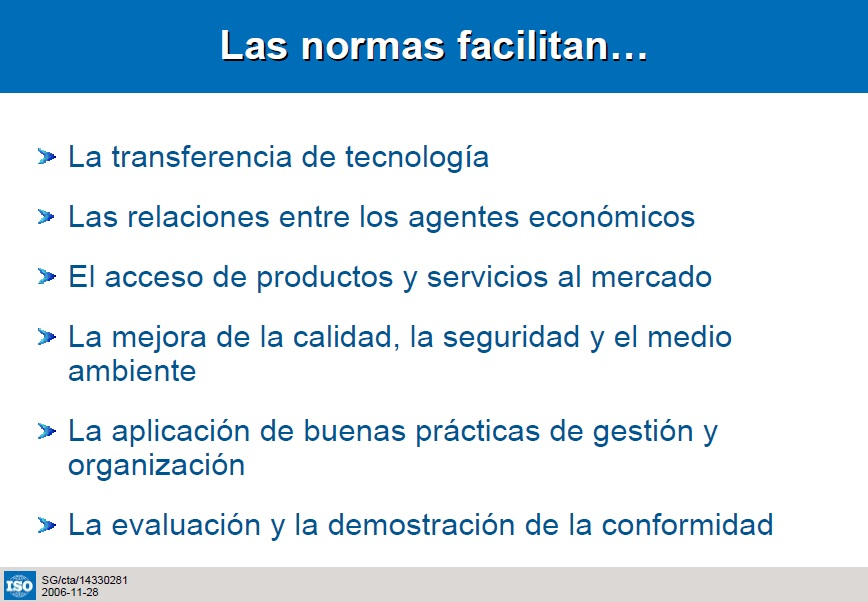 Las normas facilitan…
La transferencia de tecnología
Las relaciones entre los agentes económicos
El acceso de productos y servicios al mercado
La mejora de la calidad, la seguridad y el medio
ambiente
La aplicación de buenas prácticas de gestión y
organización
La evaluación y la demostración de la conformidad
ISO
SG/cta/14330281
2006-11-28